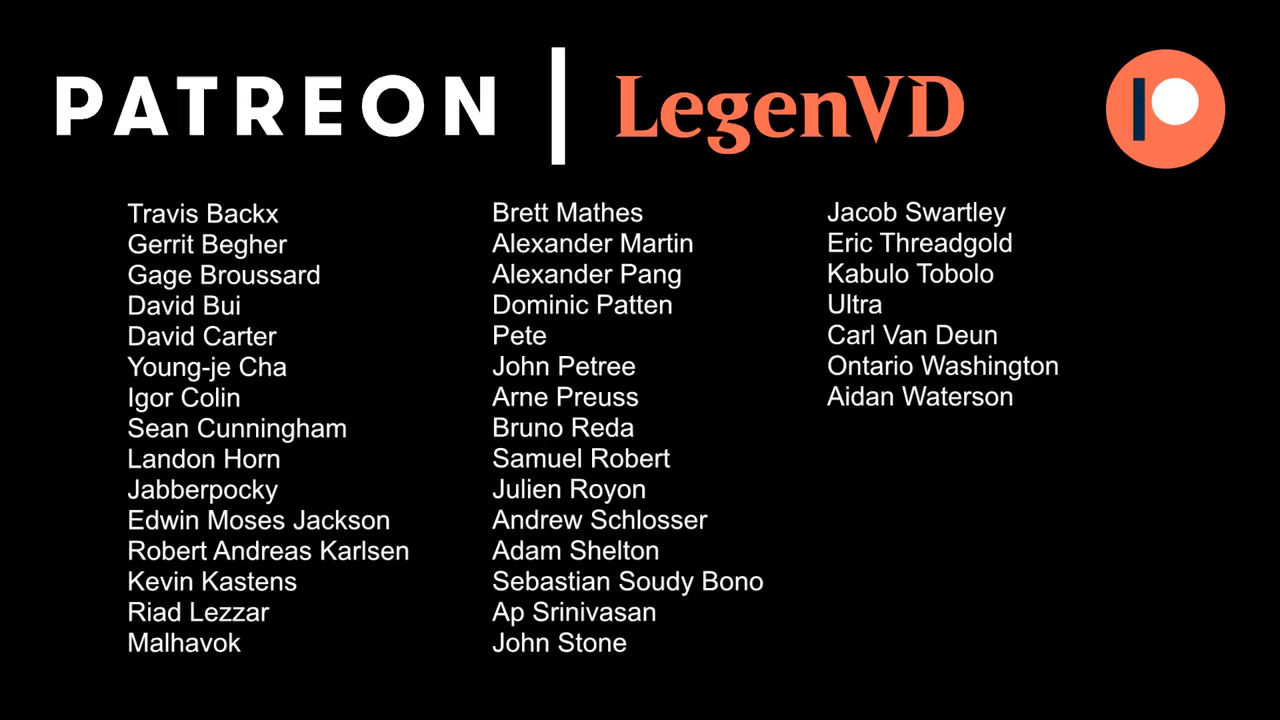 PATREON | LegenVD
Travis Backx
Gerrit Begher
Gage Broussard
David Bui
David Carter
Young-je Cha
Igor Colin
Sean Cunningham
Landon Horn
Jabberpocky
Edwin Moses Jackson
Robert Andreas Karlsen
Kevin Kastens
Riad Lezzar
Malhavok
Brett Mathes
Alexander Martin
Alexander Pang
Dominic Patten
Pete
John Petree
Arne Preuss
Bruno Reda
Samuel Robert
Julien Royon
Andrew Schlosser
Adam Shelton
Sebastian Soudy Bono
Ap Srinivasan
John Stone
Jacob Swartley
Eric Threadgold
Kabulo Tobolo
Ultra
Carl Van Deun
Ontario Washington
Aidan Waterson